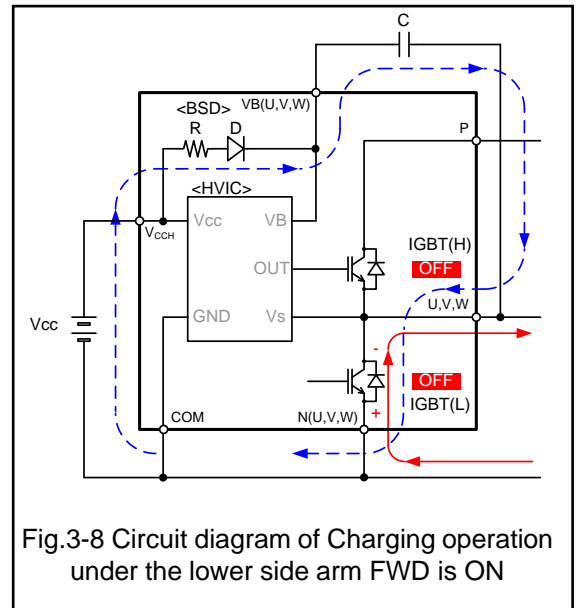 C
VB(U,V,W)
<BSD>
R D
P
<HVIC>
Vcc VB
VCCH
IGBT(H)
OUT
OFF
U,V,W
Vcc
GND Vs
-
OFF
IGBT(L)
+
COM
N(U,V,W)
Fig.3-8 Circuit diagram of Charging operation
under the lower side arm FWD is ON